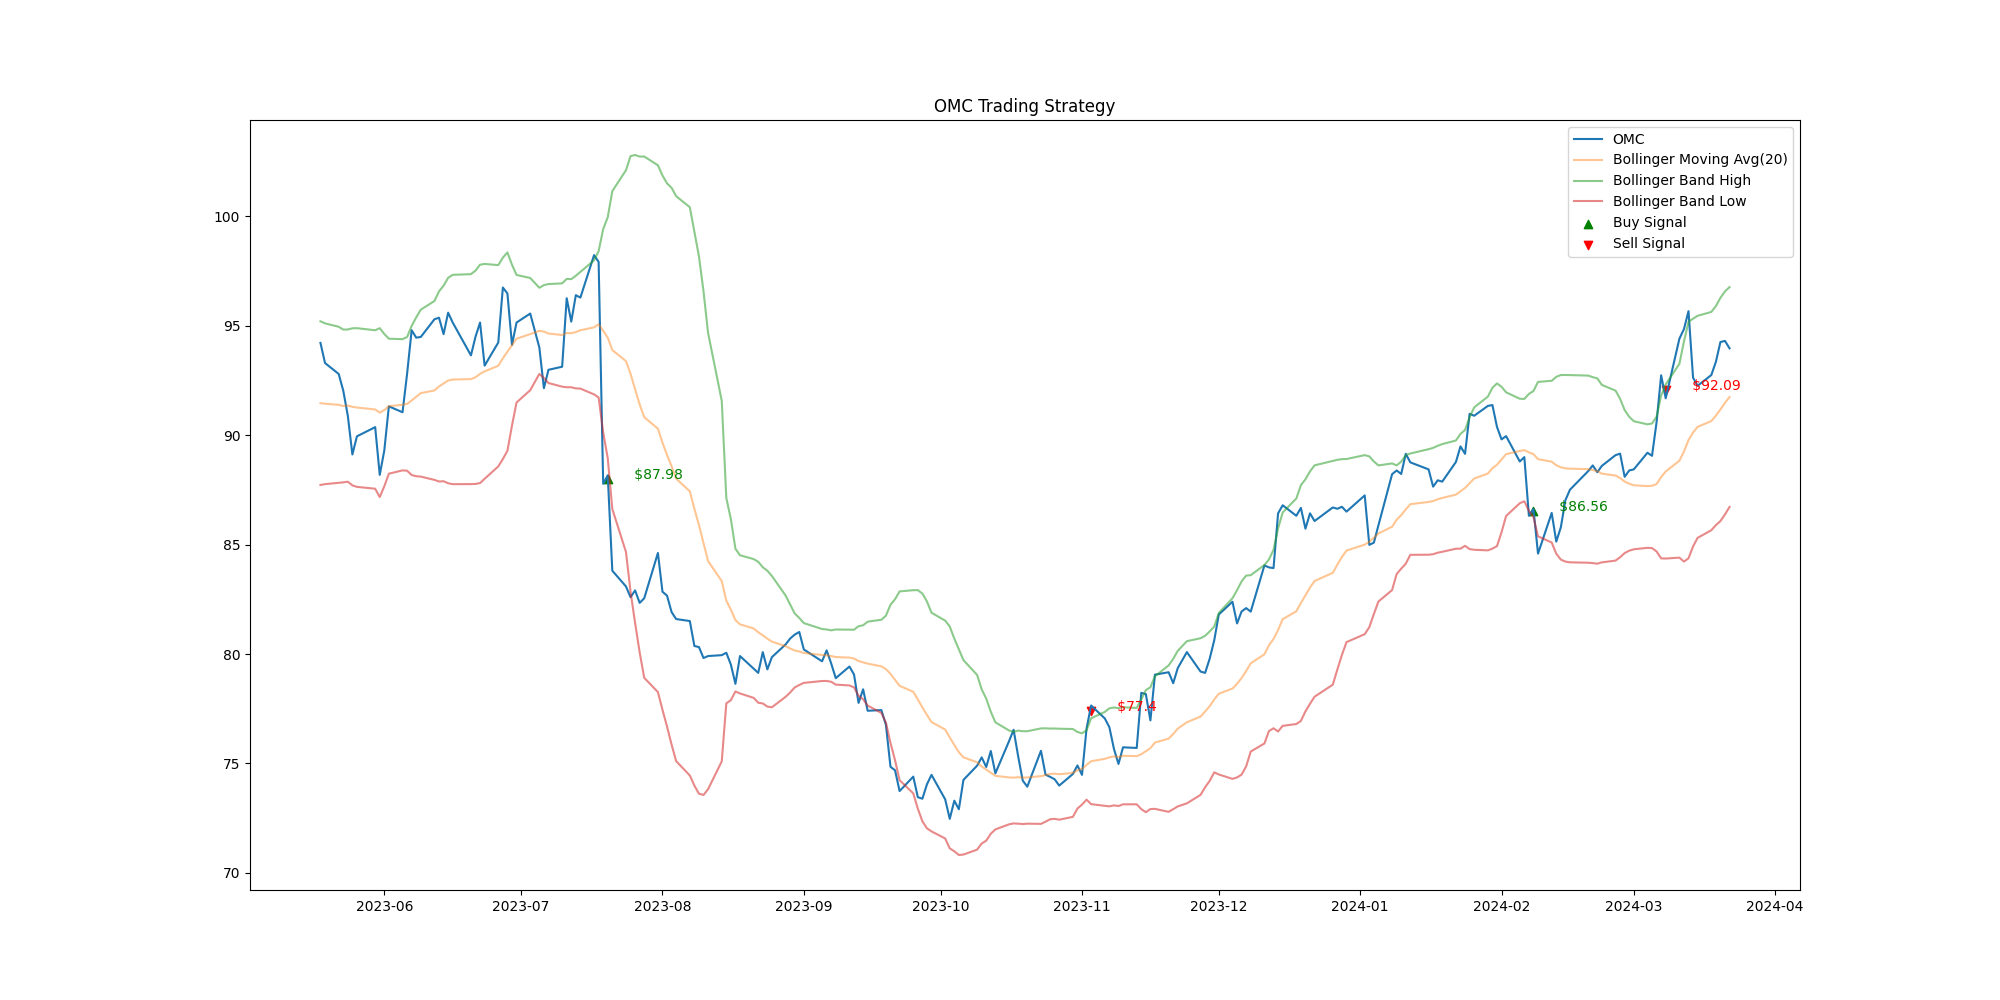 OMC Trading Strategy
OMC
Bollinger Moving Avg(20)
Bollinger Band High
Bollinger Band Low
Buy Signal
Sell Signal
100
95
90
85
80
75
70
$87.98
$77.4
$86.56
$92.09
2023-06 2023-07 2023-08 2023-09 2023-10 2023-11 2023-12 2024-01 2024-02 2024-03 2024-04